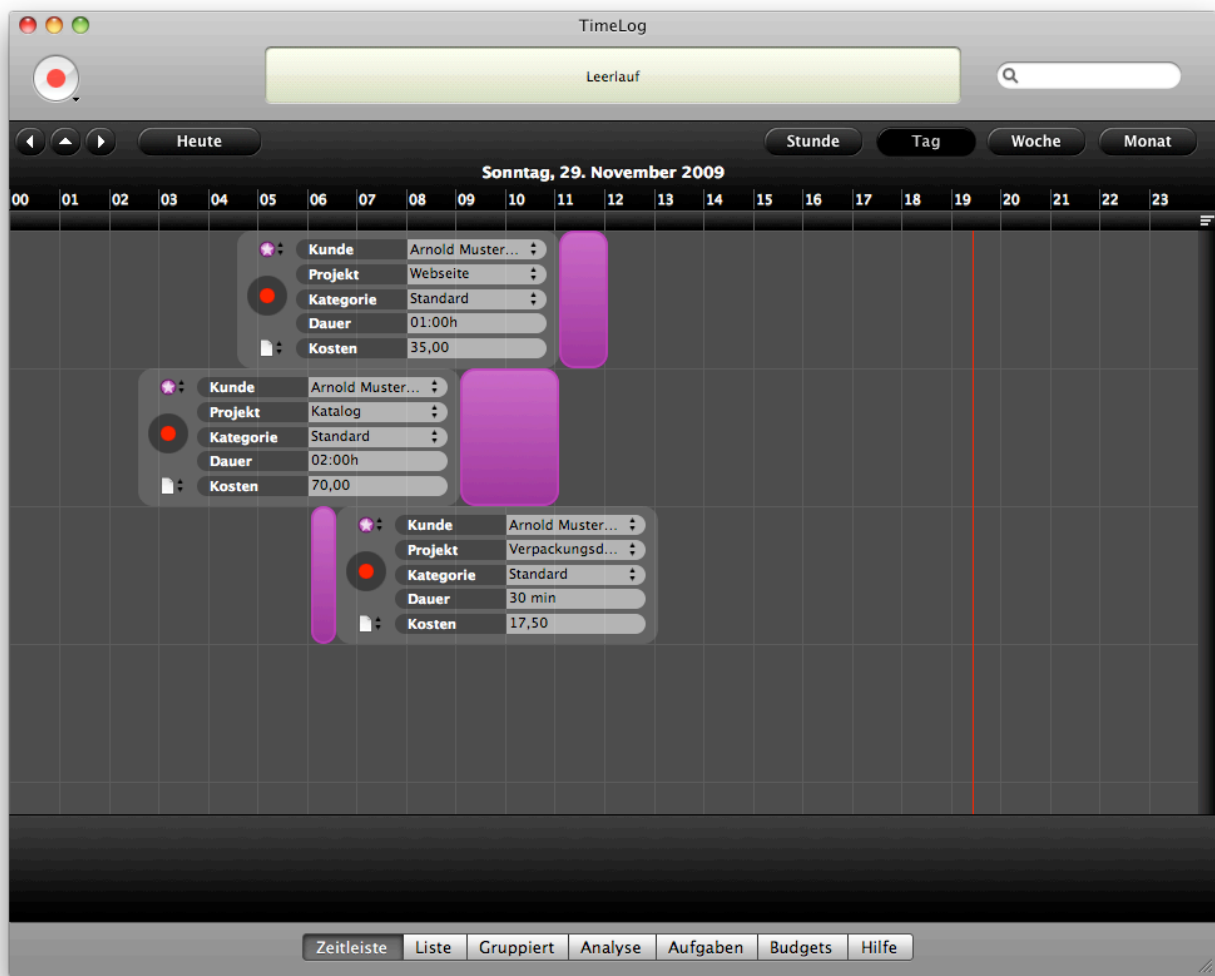 TimeLog
Leerlauf
Heute Stunde Tag Woche Monat
Sonntag, 29. November 2009
00 01 02 03 04 05 06 07 08 09 10 11 12 13 14 15 16 17 18 19 20 21 22 23
Kunde Arnold Muster...
Projekt Webseite
Kategorie Standard
Dauer 01:00h
Kosten 35,00
Kunde Arnold Muster...
Projekt Katalog
Kategorie Standard
Dauer 02:00h
Kosten 70,00
Kunde Arnold Muster...
Projekt Verpackungsd...
Kategorie Standard
Dauer 30 min
Kosten 17,50
Zeitleiste Liste Gruppiert Analyse Aufgaben Budgets Hilfe